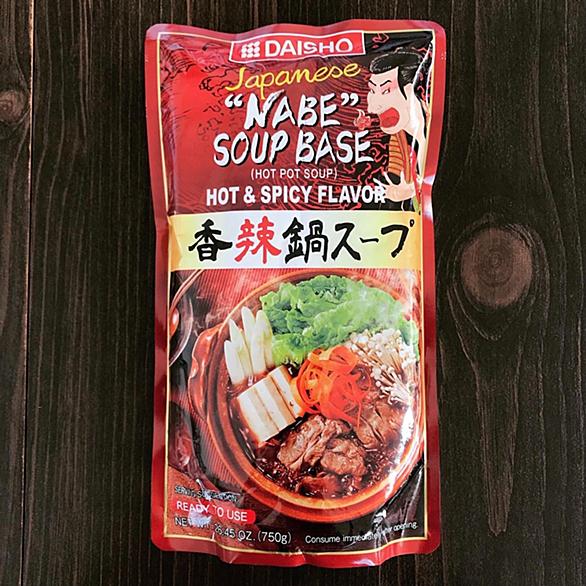 DAISHO
Japanese
"NABE"
SOUP BASE
(HOT POT SOUP)
HOT & SPICY FLAVOR
香辣鍋スープ
READY TO USE
NET WT. 26.45 OZ. (750g)
Consume immediately after opening.